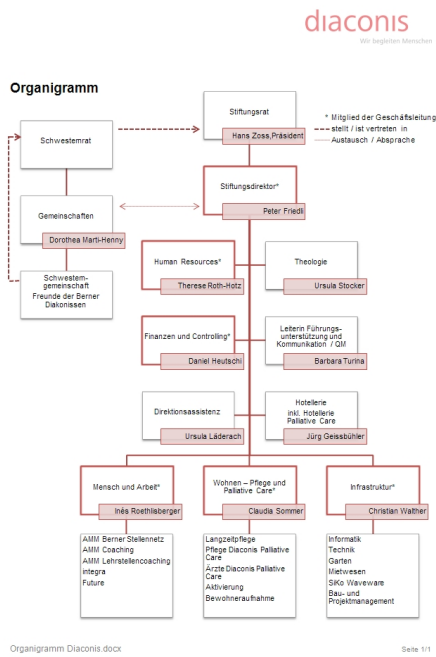 diaconis
Wir begleiten Menschen
Organigramm
Stiftungsrat
Hans Zoss,Präsident
* Mitglied der Geschäftsleitung
stellt / ist vertreten in
Austausch / Absprache
Schwesternrat
Stiftungsdirektor*
Peter Friedli
Gemeinschaften
Dorothea Marti-Henny
Schwestern-
gemeinschaft
Freunde der Berner
Diakonissen
Human Resources*
Therese Roth-Hotz
Theologie
Ursula Stocker
Finanzen und Controlling*
Daniel Heutschi
Leiterin Führungs-
unterstützung und
Kommunikation / QM
Barbara Turina
Direktionsassistenz
Ursula Läderach
Hotellerie
inkl. Hotellerie
Palliative Care
Jürg Geissbühler
Mensch und Arbeit*
Inés Roethlisberger
Wohnen – Pflege und
Palliative Care*
Claudia Sommer
Infrastruktur*
Christian Walther
AMM Berner Stellennetz
AMM Coaching
AMM Lehrstellencoaching
integra
Future
Langzeitpflege
Pflege Diaconis Palliative
Care
Ärzte Diaconis Palliative
Care
Aktivierung
Bewohneraufnahme
Informatik
Technik
Garten
Mietwesen
SiKo Waveware
Bau- und
Projektmanagement
Organigramm Diaconis.docx
Seite 1/1